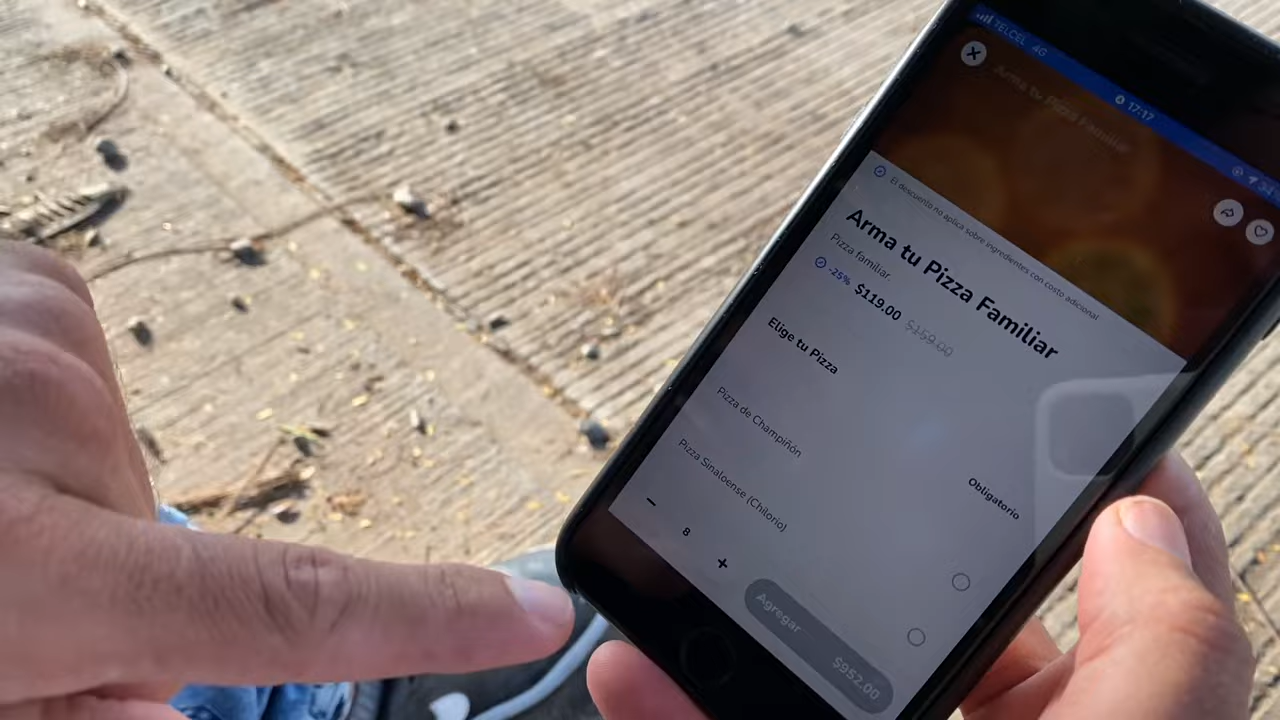 TELCEL 4G
17:17
Arma tu Pizza Familiar
El descuento no aplica sobre ingredientes con costo adicional
Arma tu Pizza Familiar
Pizza familiar.
-25% $119.00 $159.00
Elige tu Pizza
Obligatorio
Pizza de Champiñón
Pizza Sinaloense (Chilorio)
− 8 +
Agregar $952.00